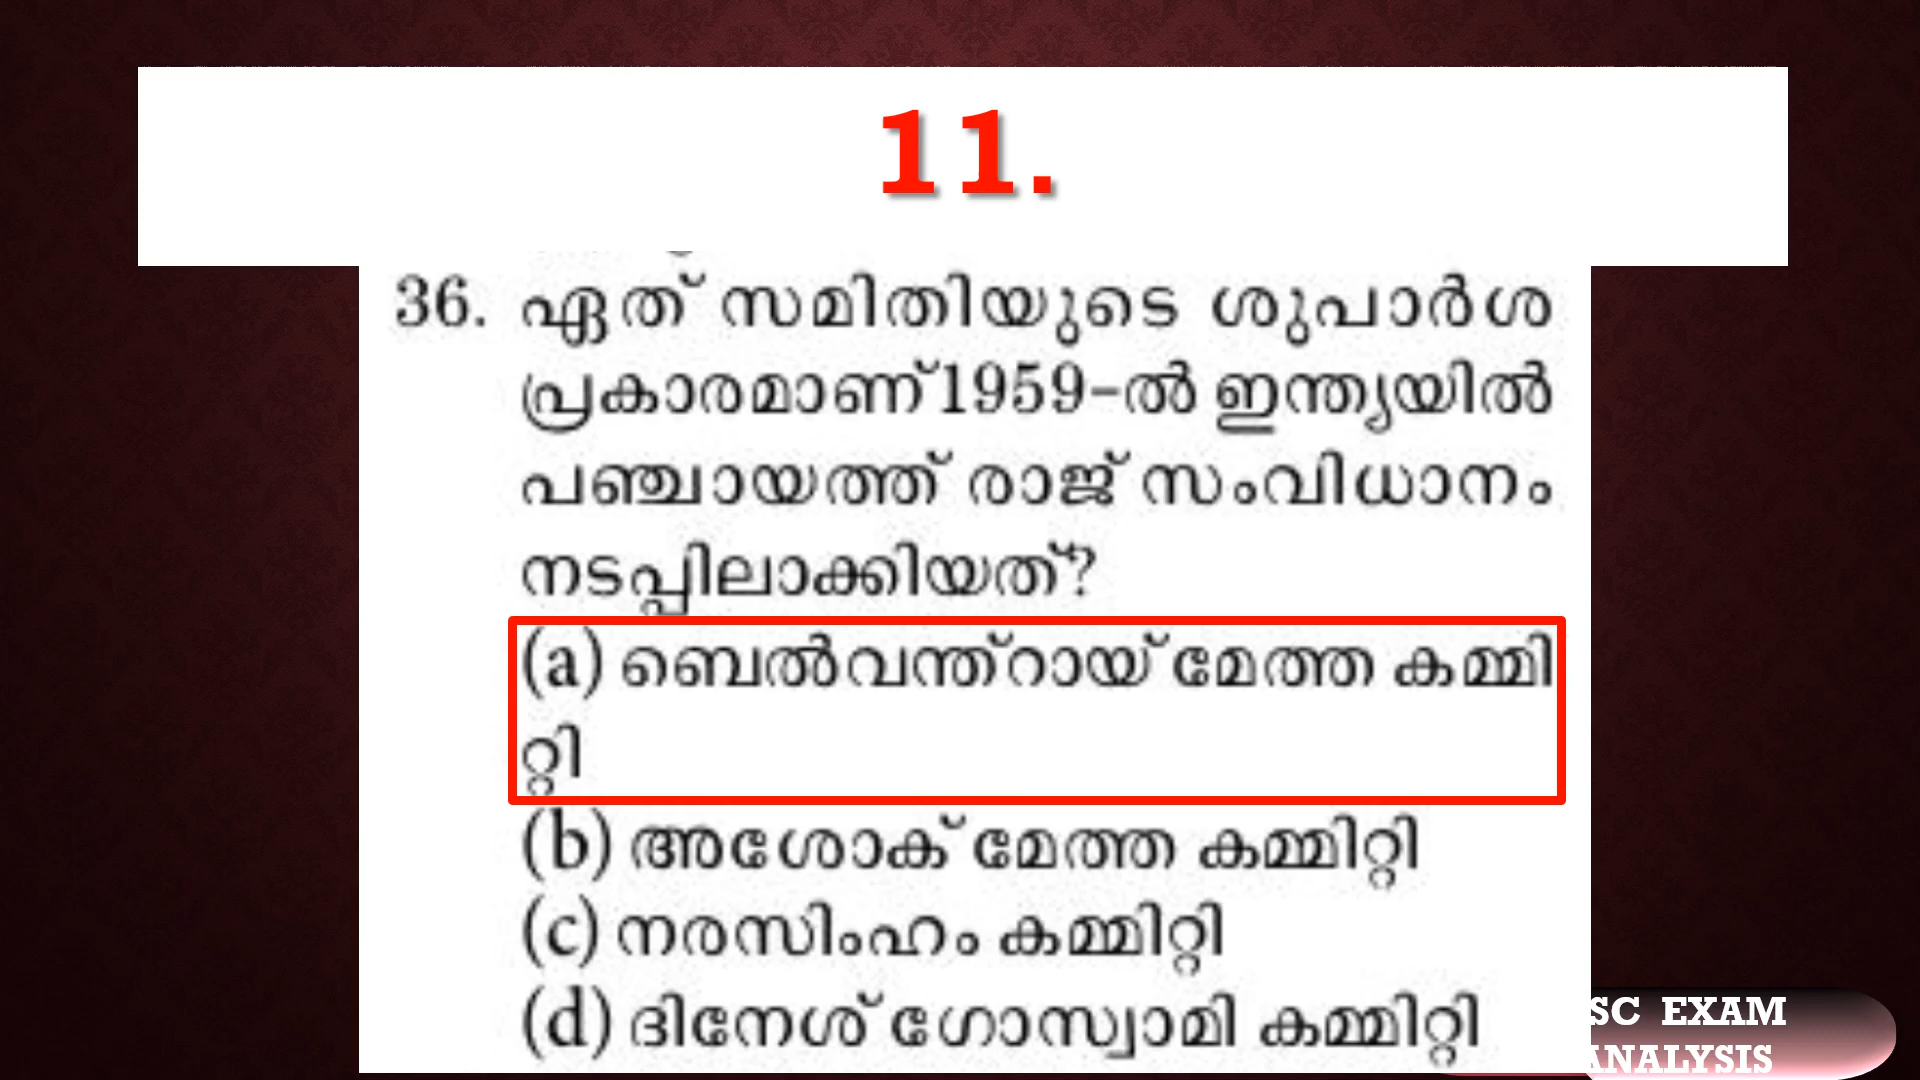 11.
36. ഏത് സമിതിയുടെ ശുപാർശ
പ്രകാരമാണ് 1959-ൽ ഇന്ത്യയിൽ
പഞ്ചായത്ത് രാജ് സംവിധാനം
നടപ്പിലാക്കിയത്?
(a) ബെൽവന്ത്റായ് മേത്ത കമ്മി
റ്റി
(b) അശോക് മേത്ത കമ്മിറ്റി
(c) നരസിംഹം കമ്മിറ്റി
(d) ദിനേശ് ഗോസ്വാമി കമ്മിറ്റി
SC EXAM
ANALYSIS